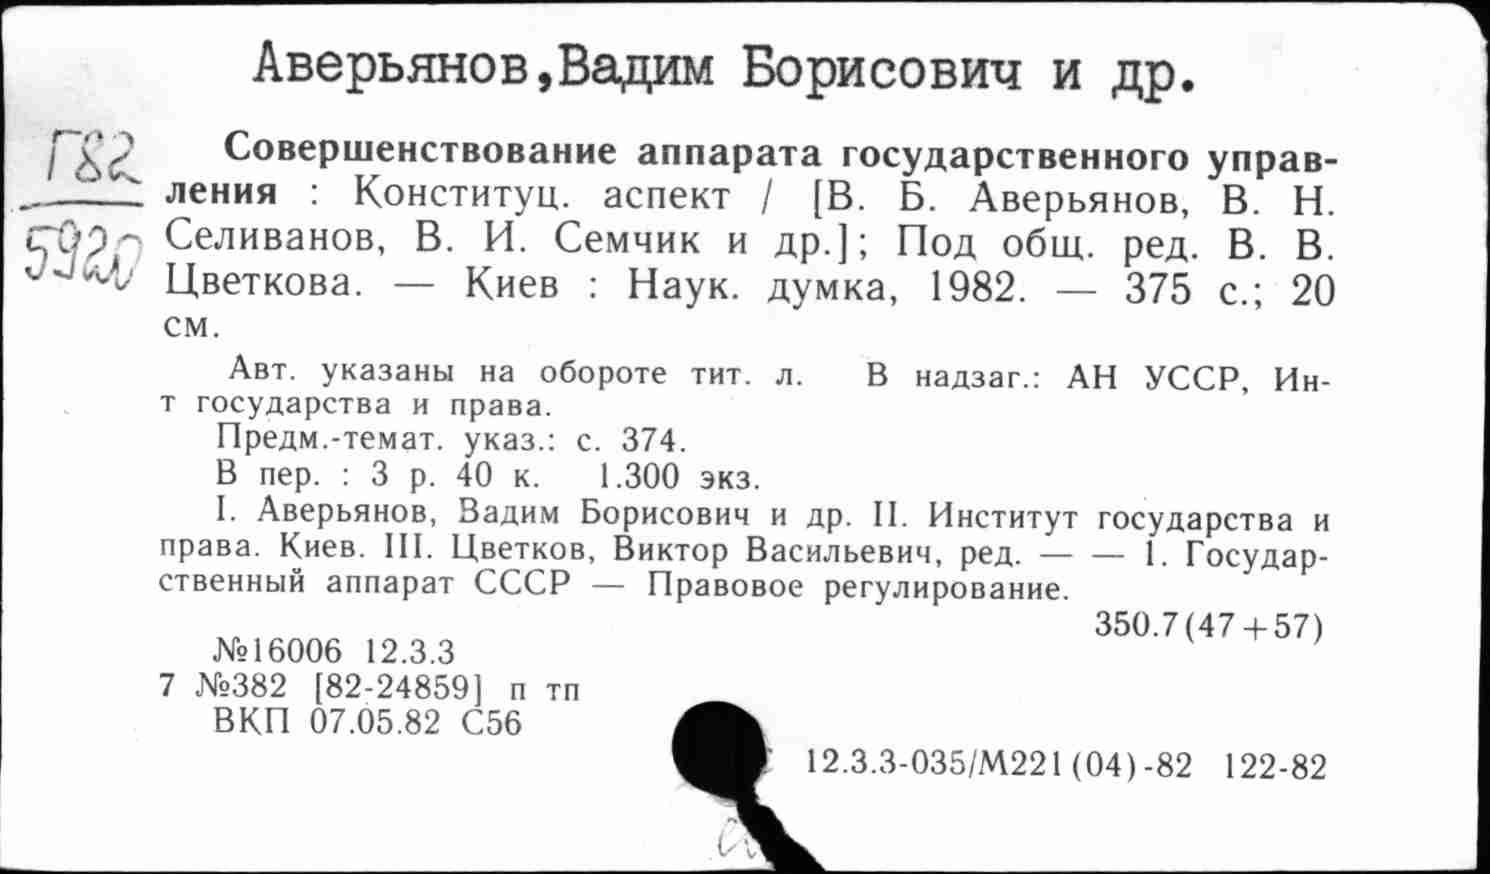 Аверьянов,Вадим Борисович и др.
Г82
5920
Совершенствование аппарата государственного управ-
ления : Конституц. аспект / [В. Б. Аверьянов, В. Н.
Селиванов, В. И. Семчик и др.]; Под общ. ред. В. В.
Цветкова. — Киев : Наук. думка, 1982. — 375 с.; 20
см.
Авт. указаны на обороте тит. л. В надзаг.: АН УССР, Ин-
т государства и права.
Предм.-темат. указ.: с. 374.
В пер. : 3 р. 40 к. 1.300 экз.
I. Аверьянов, Вадим Борисович и др. II. Институт государства и
права. Киев. III. Цветков, Виктор Васильевич, ред. — — 1. Государ-
ственный аппарат СССР — Правовое регулирование.
350.7(47+57)
№16006 12.3.3
7 №382 [82-24859] п тп
ВКП 07.05.82 С56
12.3.3-035/М221(04)-82 122-82